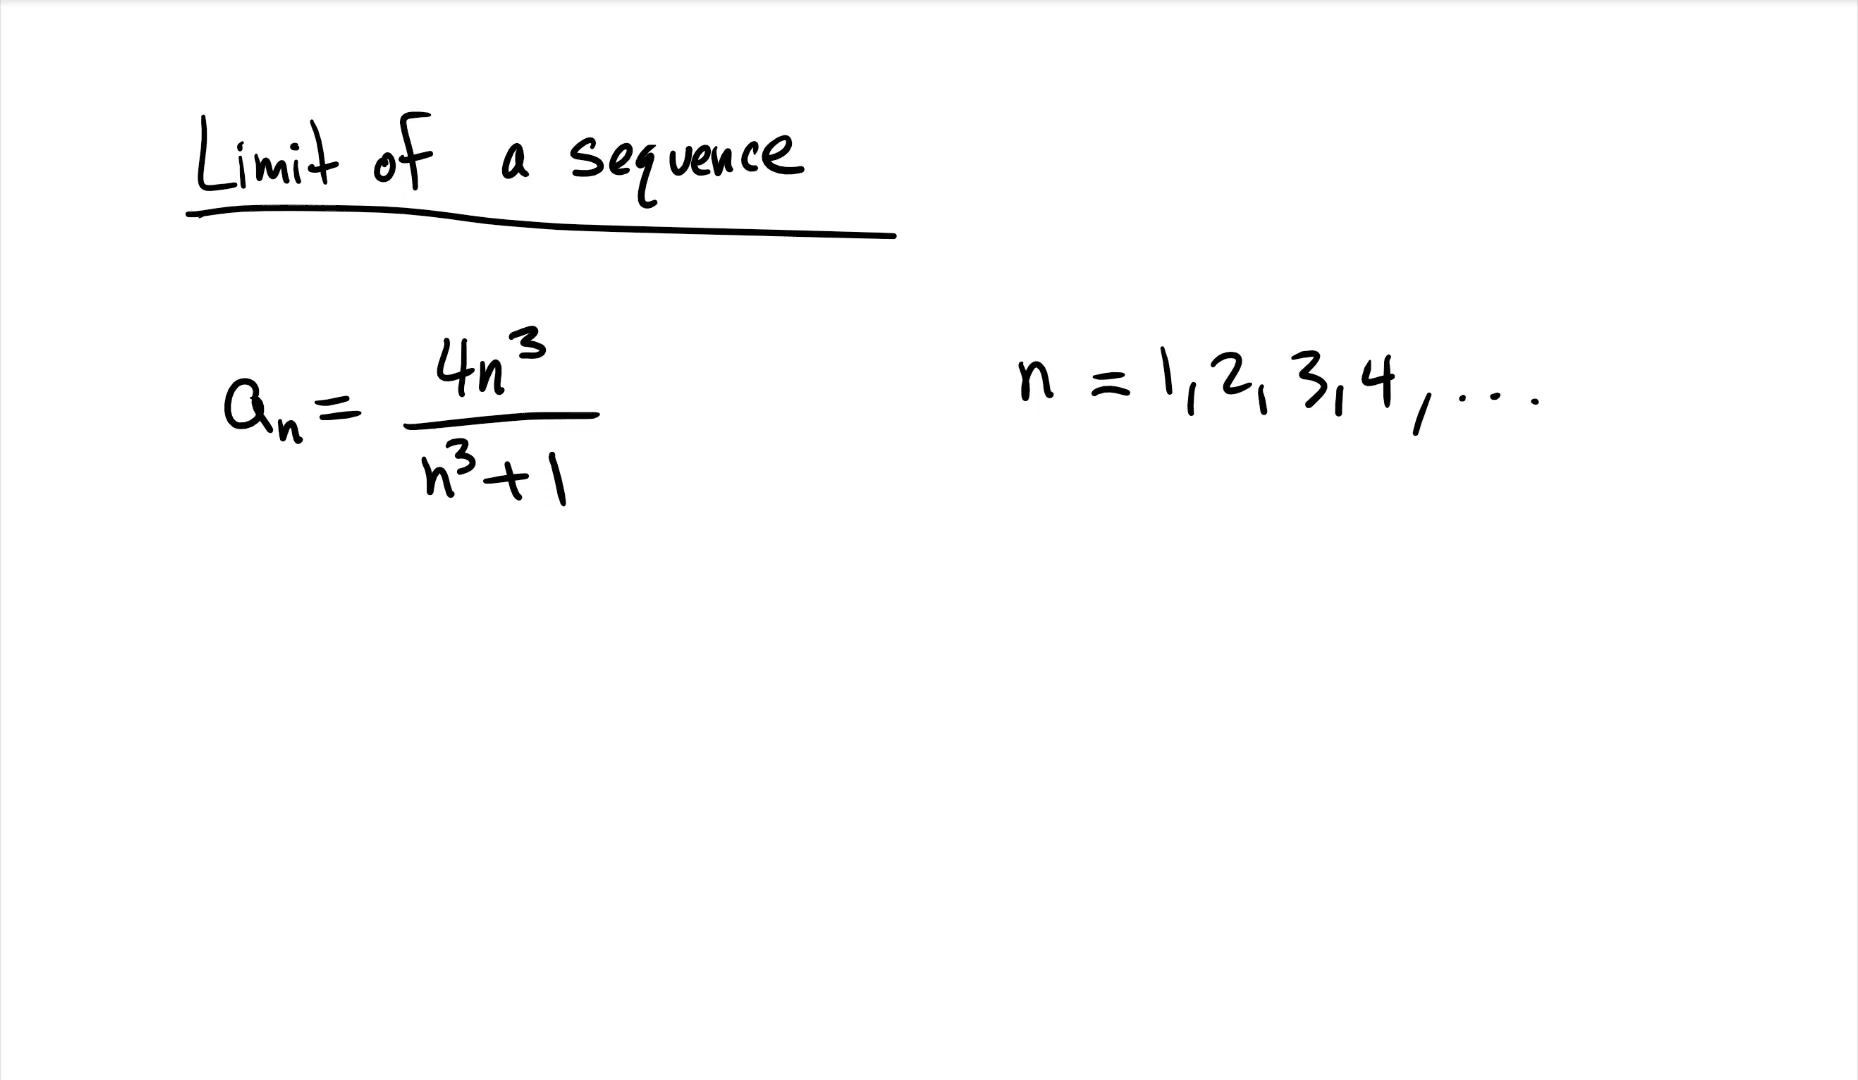 Limit of a sequence
aₙ = 4n³ / n³+1    n = 1, 2, 3, 4, ...